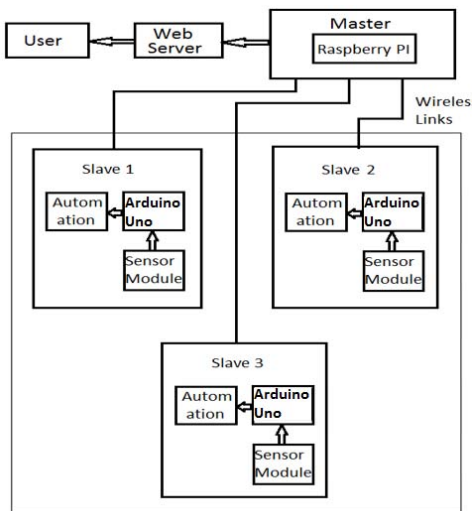 User
Web
Server
Master
Raspberry PI
Wireles
Links
Slave 1
Autom
ation
Arduino
Uno
Sensor
Module
Slave 2
Autom
ation
Arduino
Uno
Sensor
Module
Slave 3
Autom
ation
Arduino
Uno
Sensor
Module